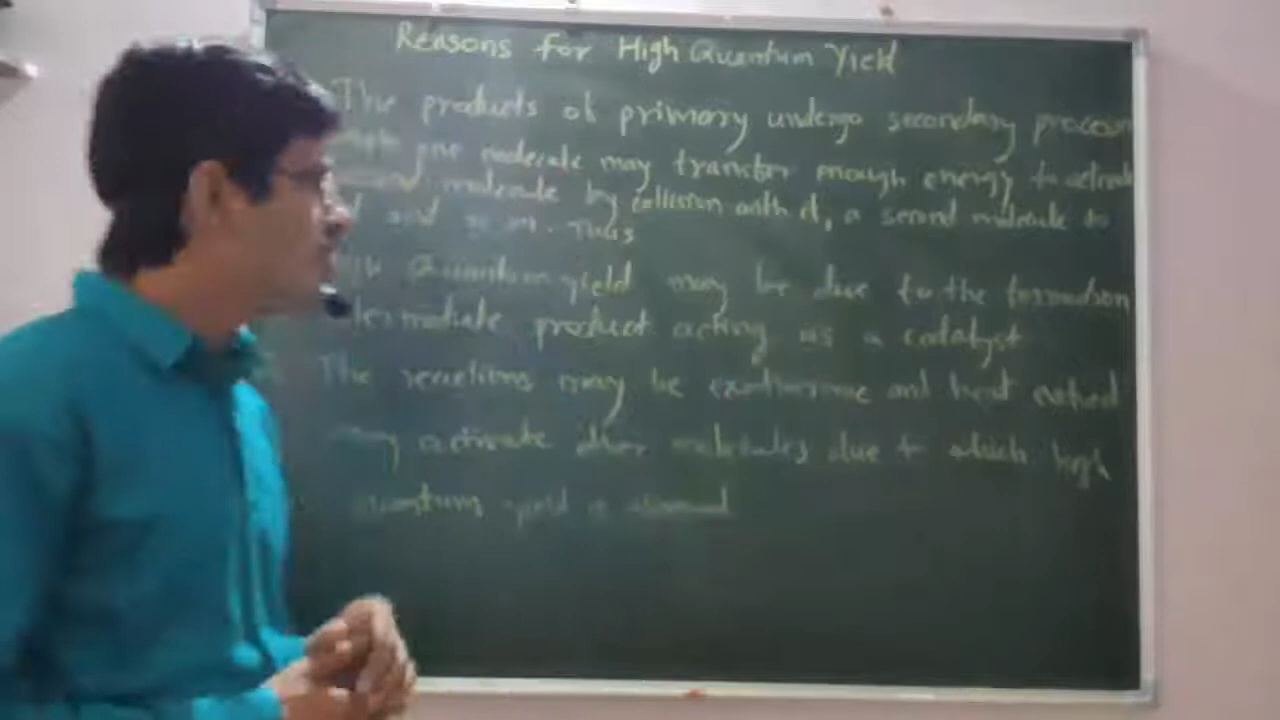 Reasons For High Quantum Yield
The products of primary undergo secondary process
one molecule may transfer enough energy to activate
molecule by collision with it, a second molecule to
and so on. Thus
Quantum yield may be due to the formation
product acting as a catalyst
The reactions may be exothermic and heat evolved
may activate other molecules due to which high
quantum yield is